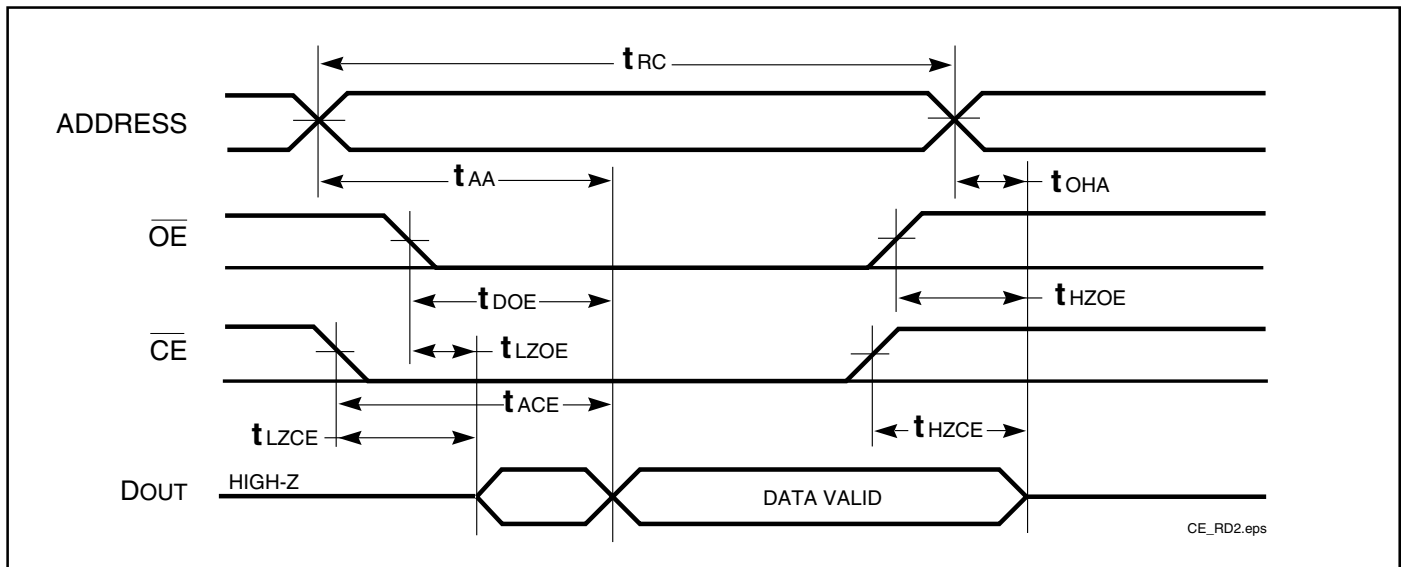 tRC
ADDRESS
tAA
tOHA
OE
tDOE
tHZOE
CE
tLZOE
tACE
tLZCE
tHZCE
DOUT
HIGH-Z
DATA VALID
CE_RD2.eps